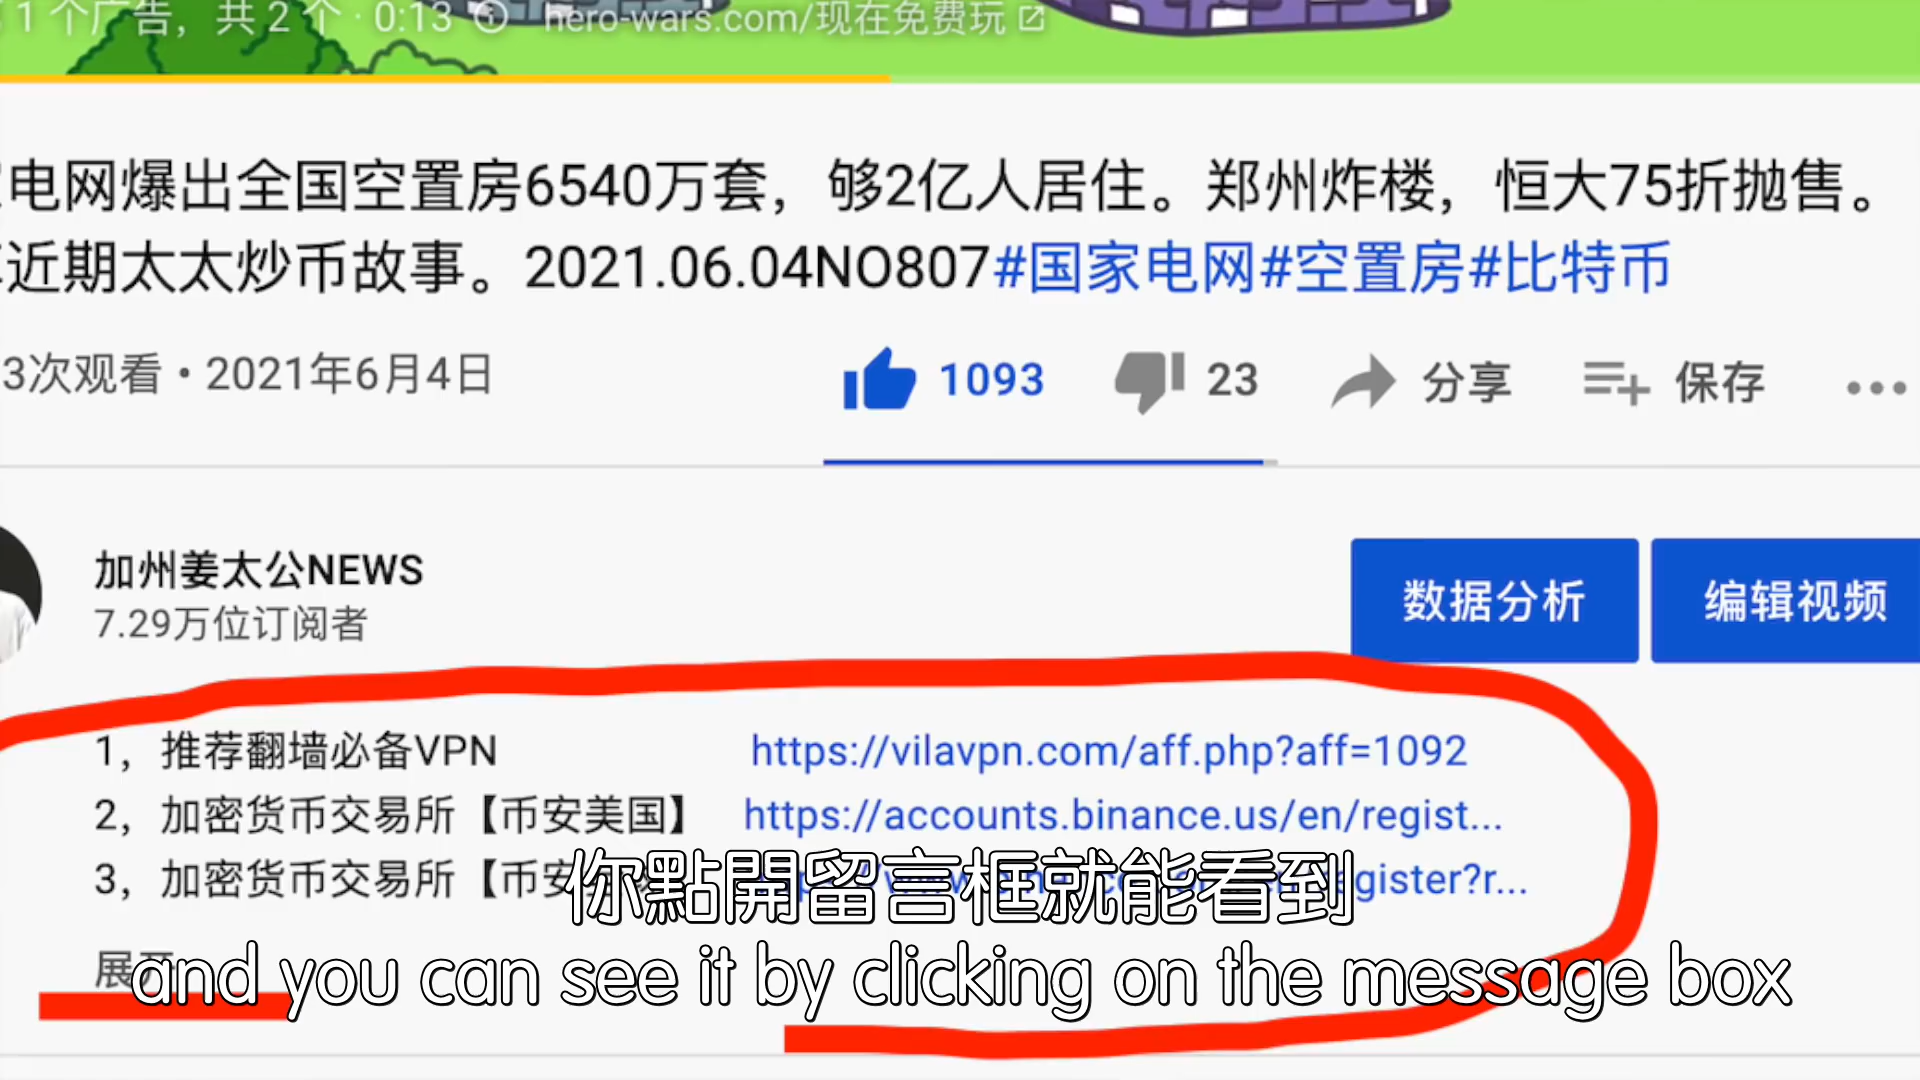 1个广告，共2个 · 0:13 hero-wars.com/现在免费玩
电网爆出全国空置房6540万套，够2亿人居住。郑州炸楼，恒大75折抛售。
近期太太炒币故事。2021.06.04NO807#国家电网#空置房#比特币
3次观看 • 2021年6月4日 1093 23 分享 保存
加州姜太公NEWS
7.29万位订阅者
数据分析 编辑视频
1，推荐翻墙必备VPN https://vilavpn.com/aff.php?aff=1092
2，加密货币交易所【币安美国】 https://accounts.binance.us/en/regist...
3，加密货币交易所【币安 egister?r...
你點開留言框就能看到
展开
and you can see it by clicking on the message box